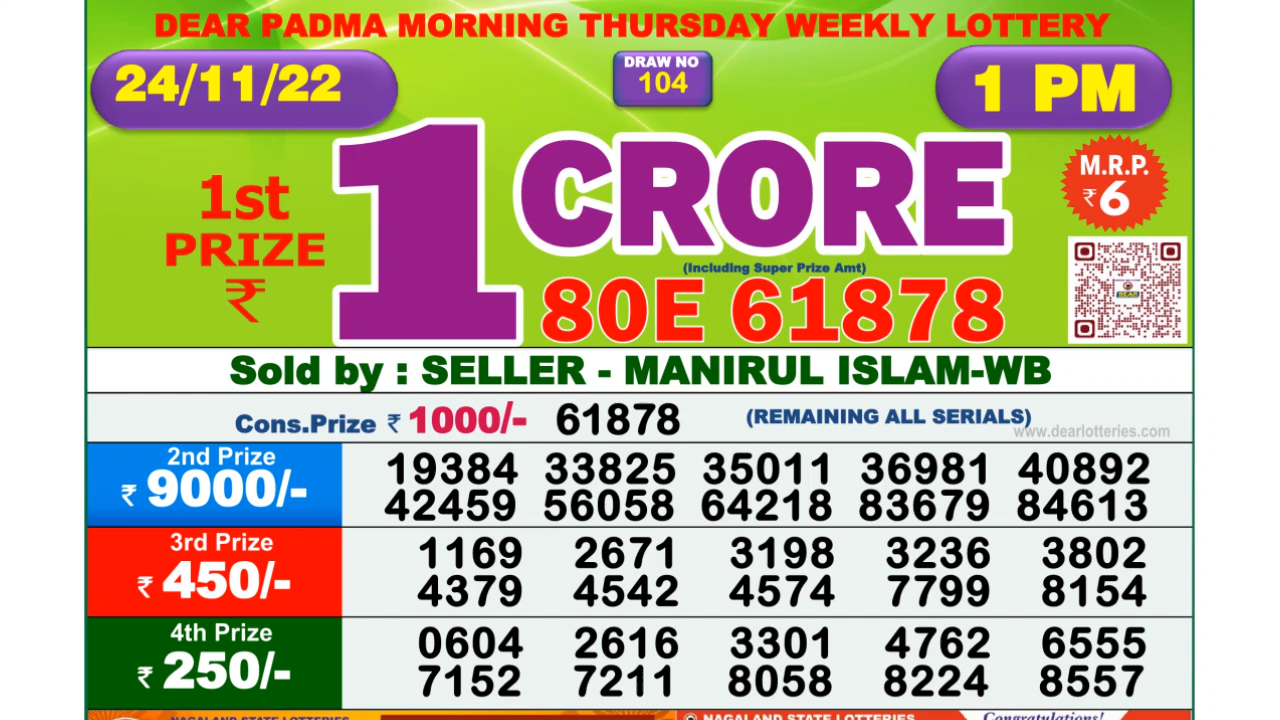 DEAR PADMA MORNING THURSDAY WEEKLY LOTTERY
24/11/22
DRAW NO
104
1 PM
1st
PRIZE
₹
1 CRORE
(Including Super Prize Amt)
80E 61878
M.R.P.
₹6
Sold by : SELLER - MANIRUL ISLAM-WB
Cons.Prize ₹ 1000/- 61878 (REMAINING ALL SERIALS)
www.dearlotteries.com
2nd Prize
₹ 9000/-
19384 33825 35011 36981 40892
42459 56058 64218 83679 84613
3rd Prize
₹ 450/-
1169 2671 3198 3236 3802
4379 4542 4574 7799 8154
4th Prize
₹ 250/-
0604 2616 3301 4762 6555
7152 7211 8058 8224 8557
NAGALAND STATE LOTTERIES
NAGALAND STATE LOTTERIES
Congratulations!